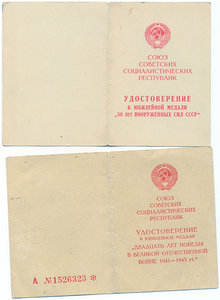 СОЮЗ
СОВЕТСКИХ
СОЦИАЛИСТИЧЕСКИХ
РЕСПУБЛИК
УДОСТОВЕРЕНИЕ
К ЮБИЛЕЙНОЙ МЕДАЛИ
„50 ЛЕТ ВООРУЖЕННЫХ СИЛ СССР"
СОЮЗ
СОВЕТСКИХ
СОЦИАЛИСТИЧЕСКИХ
РЕСПУБЛИК
УДОСТОВЕРЕНИЕ
К ЮБИЛЕЙНОЙ МЕДАЛИ
„ДВАДЦАТЬ ЛЕТ ПОБЕДЫ
В ВЕЛИКОЙ ОТЕЧЕСТВЕННОЙ
ВОЙНЕ 1941—1945 гг."
А №1526323 *